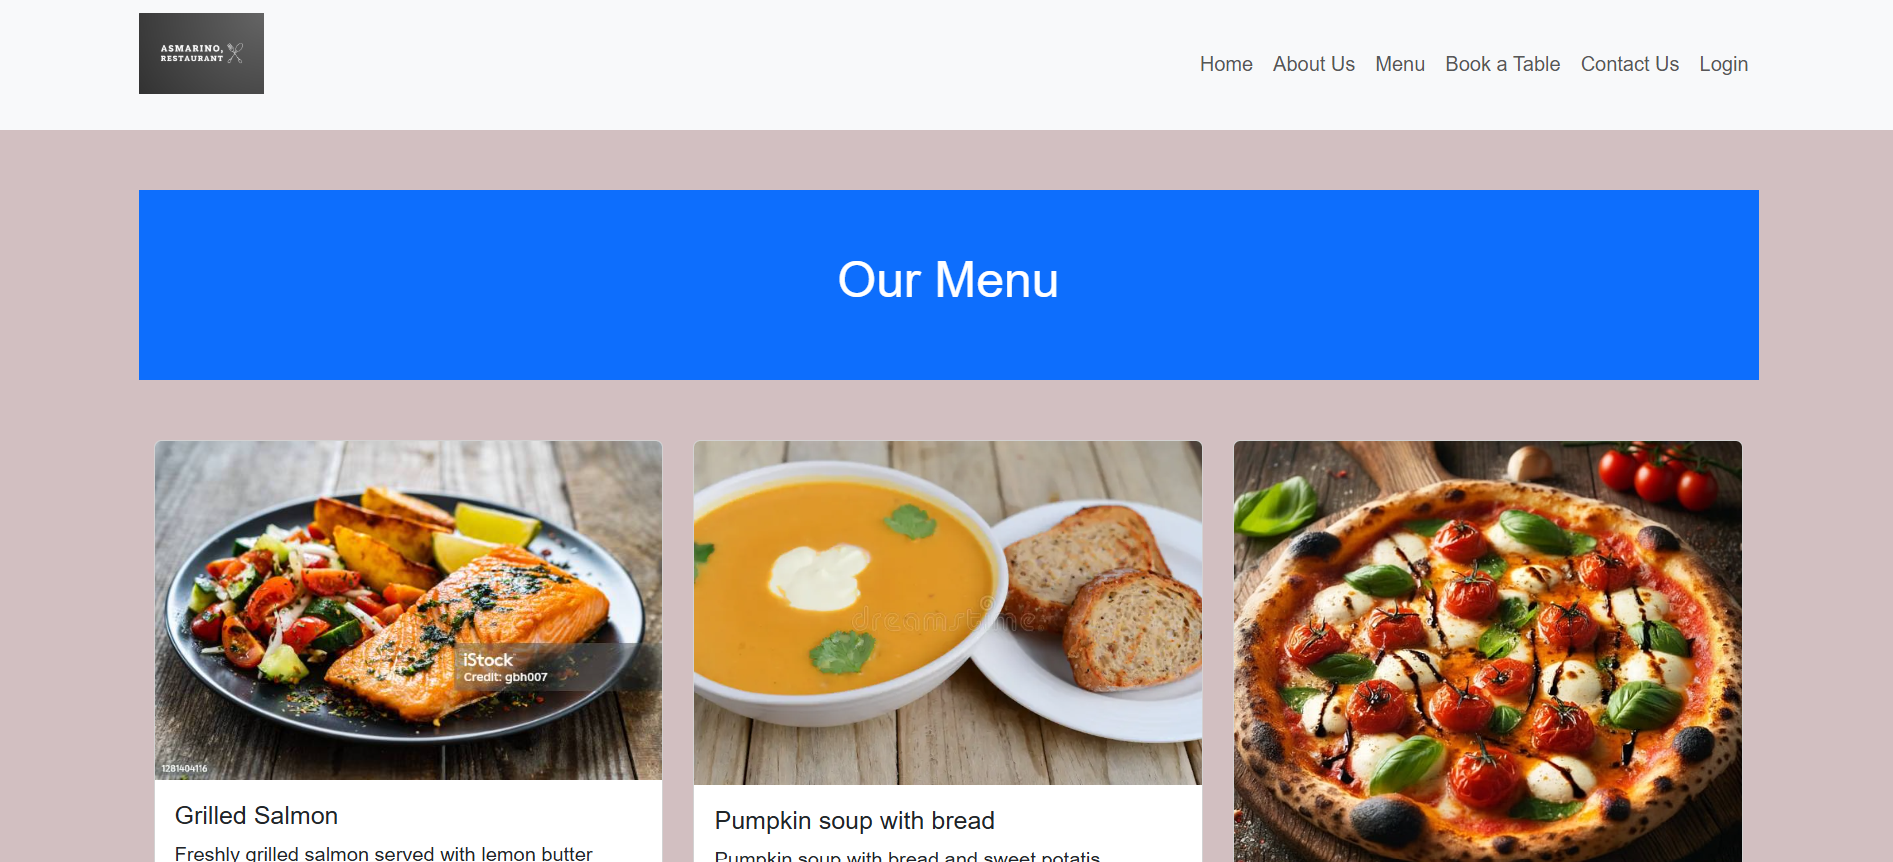 ASMARINO,
RESTAURANT
Home About Us Menu Book a Table Contact Us Login
Our Menu
iStock
Credit: gbh007
1281404116
dreamstime
Grilled Salmon
Freshly grilled salmon served with lemon butter
Pumpkin soup with bread
Pumpkin soup with bread and sweet potatis